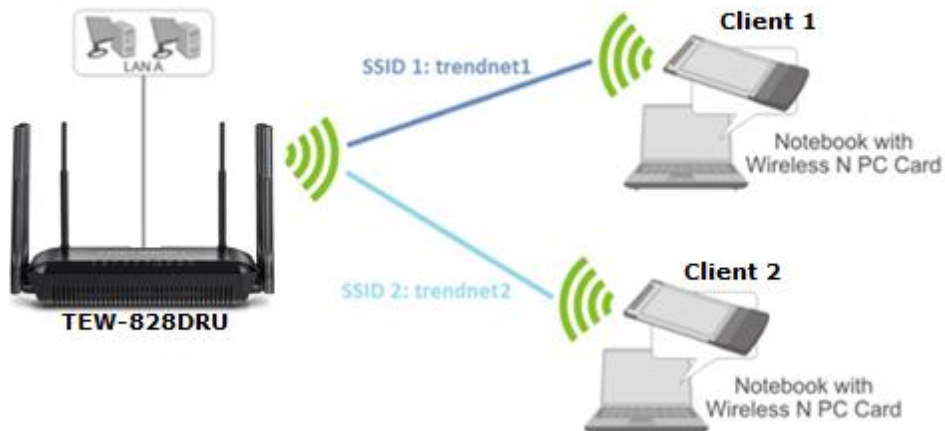 Client 1
LAN A
SSID 1: trendnet1
Notebook with
Wireless N PC Card
Client 2
SSID 2: trendnet2
TEW-828DRU
Notebook with
Wireless N PC Card